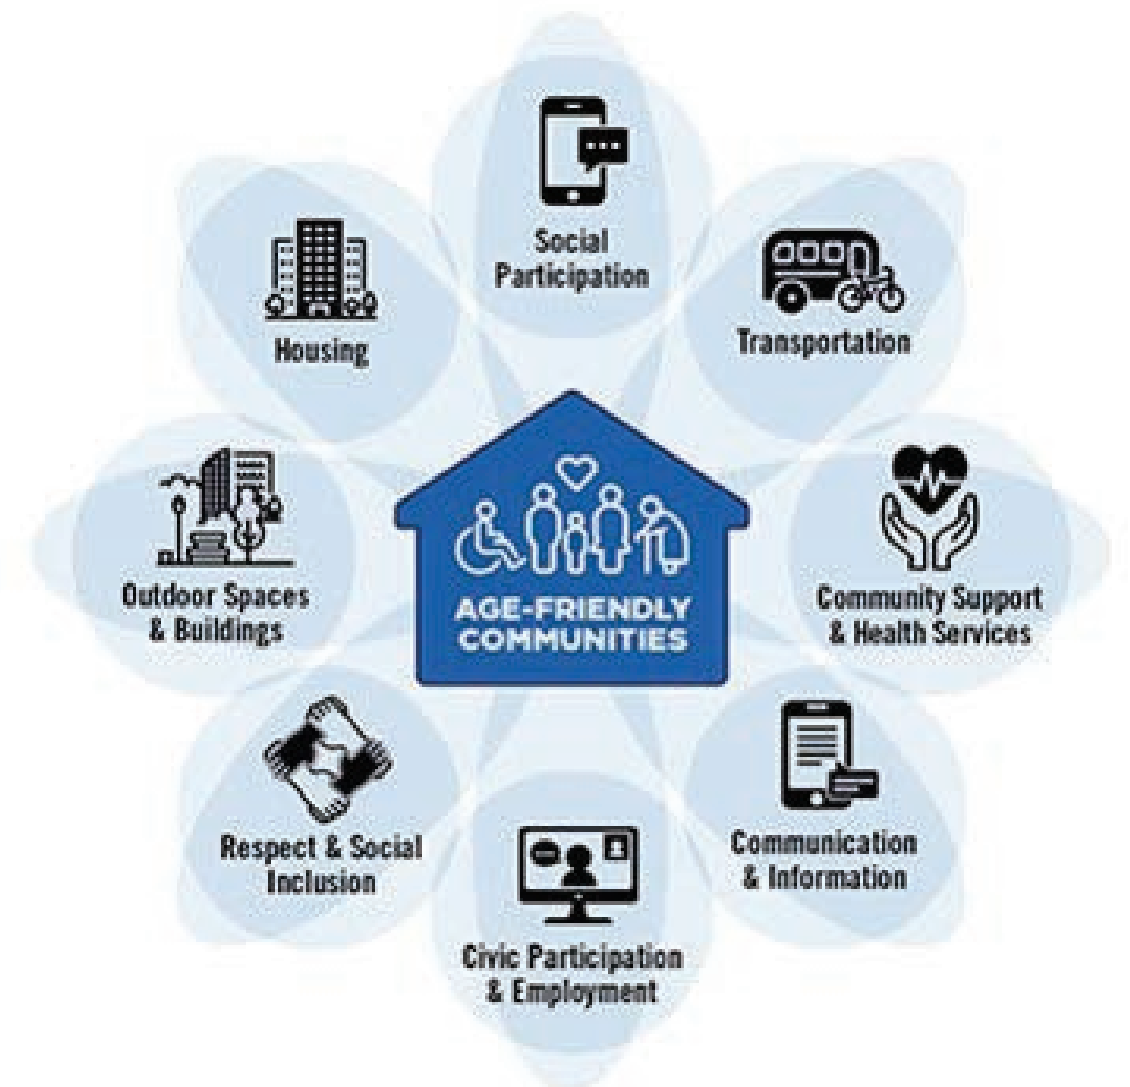 Social
Participation
Transportation
Housing
Community Support
& Health Services
Outdoor Spaces
& Buildings
AGE-FRIENDLY
COMMUNITIES
Communication
& Information
Respect & Social
Inclusion
Civic Participation
& Employment